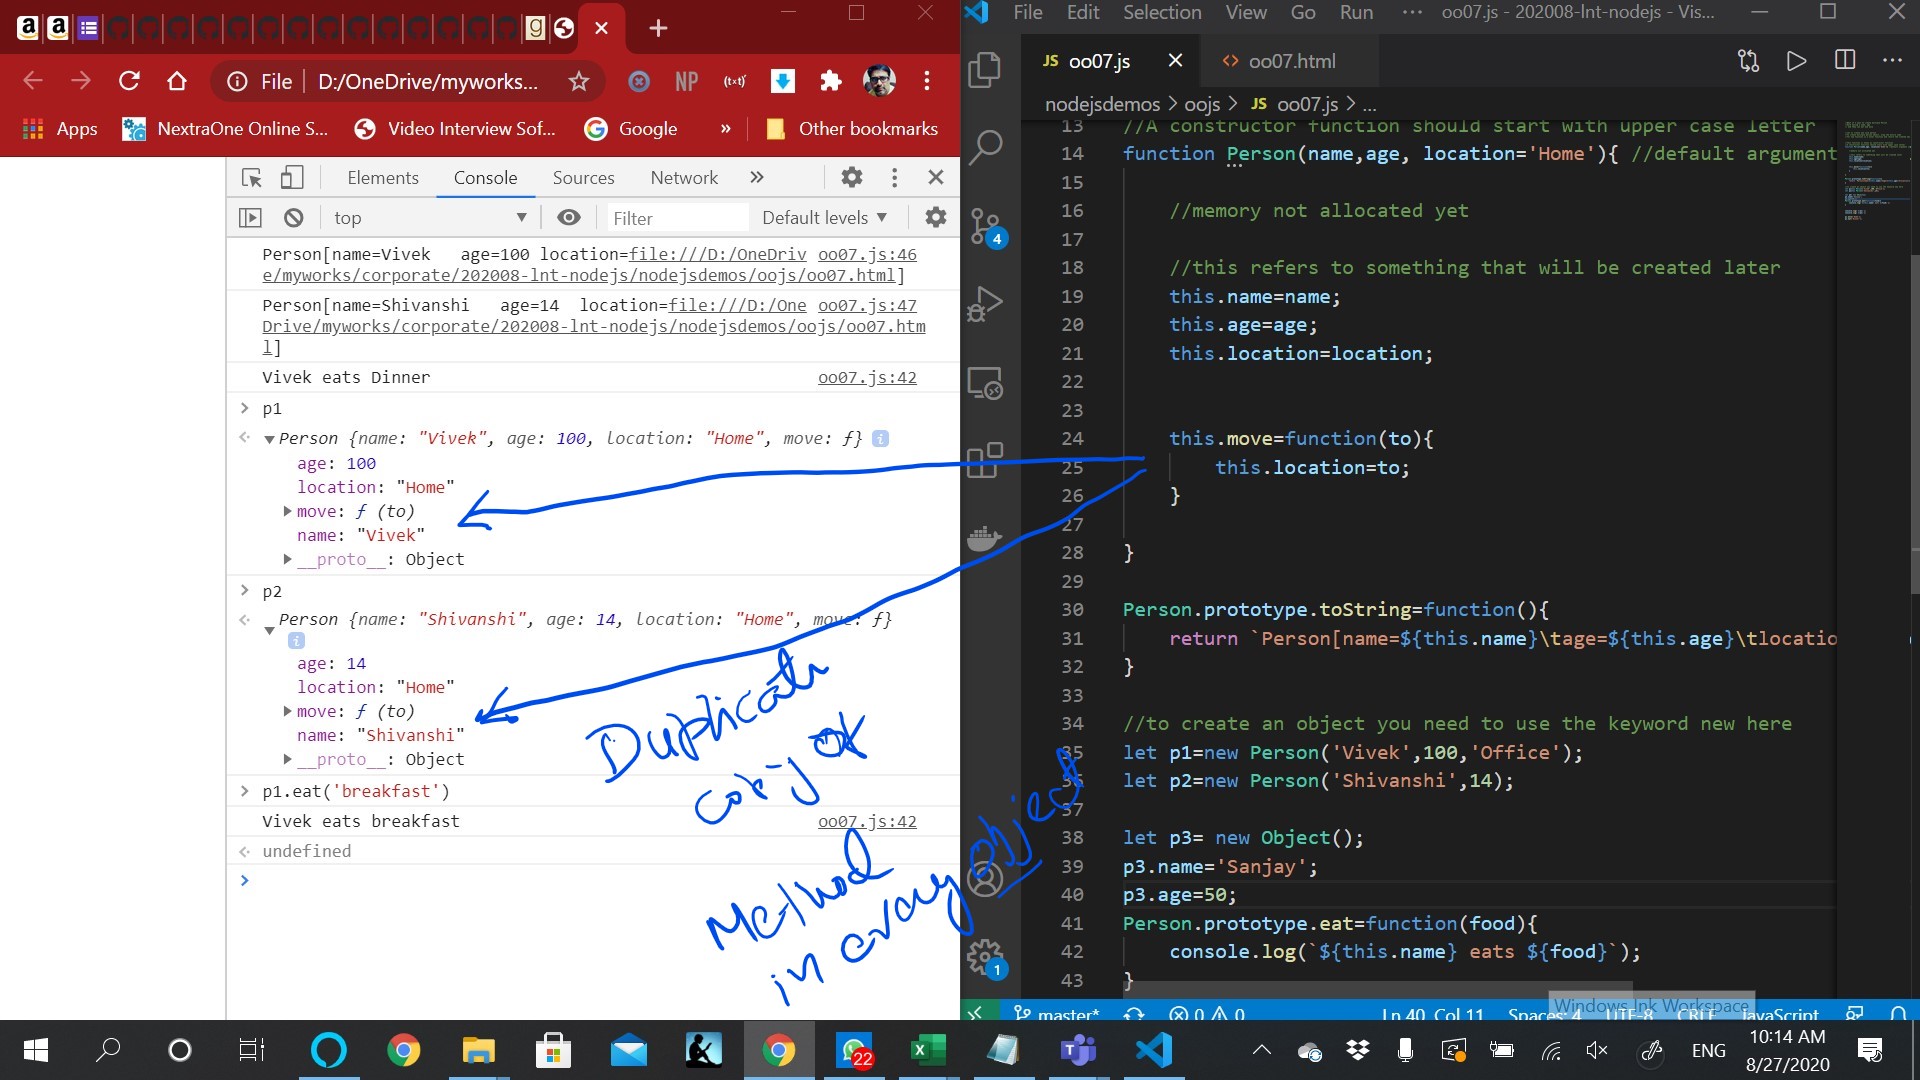 File Edit Selection View Go Run ··· oo07.js - 202008-lnt-nodejs - Vis...
File D:/OneDrive/myworks... NP
Apps NextraOne Online S... Video Interview Sof... Google » Other bookmarks
Elements Console Sources Network »
top Filter Default levels
Person[name=Vivek age=100 location=file:///D:/OneDriv oo07.js:46
e/myworks/corporate/202008-lnt-nodejs/nodejsdemos/oojs/oo07.html]
Person[name=Shivanshi age=14 location=file:///D:/One oo07.js:47
Drive/myworks/corporate/202008-lnt-nodejs/nodejsdemos/oojs/oo07.htm
l]
Vivek eats Dinner oo07.js:42
> p1
Person {name: "Vivek", age: 100, location: "Home", move: ƒ}
age: 100
location: "Home"
move: ƒ (to)
name: "Vivek"
__proto__: Object
> p2
Person {name: "Shivanshi", age: 14, location: "Home", move: ƒ}
age: 14
location: "Home"
move: ƒ (to)
name: "Shivanshi"
__proto__: Object
> p1.eat('breakfast')
Vivek eats breakfast oo07.js:42
undefined
>
Duplicate
copy of
Method
in every object
JS oo07.js <> oo07.html
nodejsdemos > oojs > JS oo07.js > ...
13 //A constructor function should start with upper case letter
14 function Person(name,age, location='Home'){ //default argument
15
16 //memory not allocated yet
17
18 //this refers to something that will be created later
19 this.name=name;
20 this.age=age;
21 this.location=location;
22
23
24 this.move=function(to){
25 this.location=to;
26 }
27
28 }
29
30 Person.prototype.toString=function(){
31 return `Person[name=${this.name}\tage=${this.age}\tlocatio
32 }
33
34 //to create an object you need to use the keyword new here
35 let p1=new Person('Vivek',100,'Office');
36 let p2=new Person('Shivanshi',14);
37
38 let p3= new Object();
39 p3.name='Sanjay';
40 p3.age=50;
41 Person.prototype.eat=function(food){
42 console.log(`${this.name} eats ${food}`);
43 }
4
1
Windows Ink Workspace
master* 0 0 Ln 40, Col 11 Spaces: 4 UTF-8 CRLF JavaScript
22 ENG 10:14 AM
8/27/2020